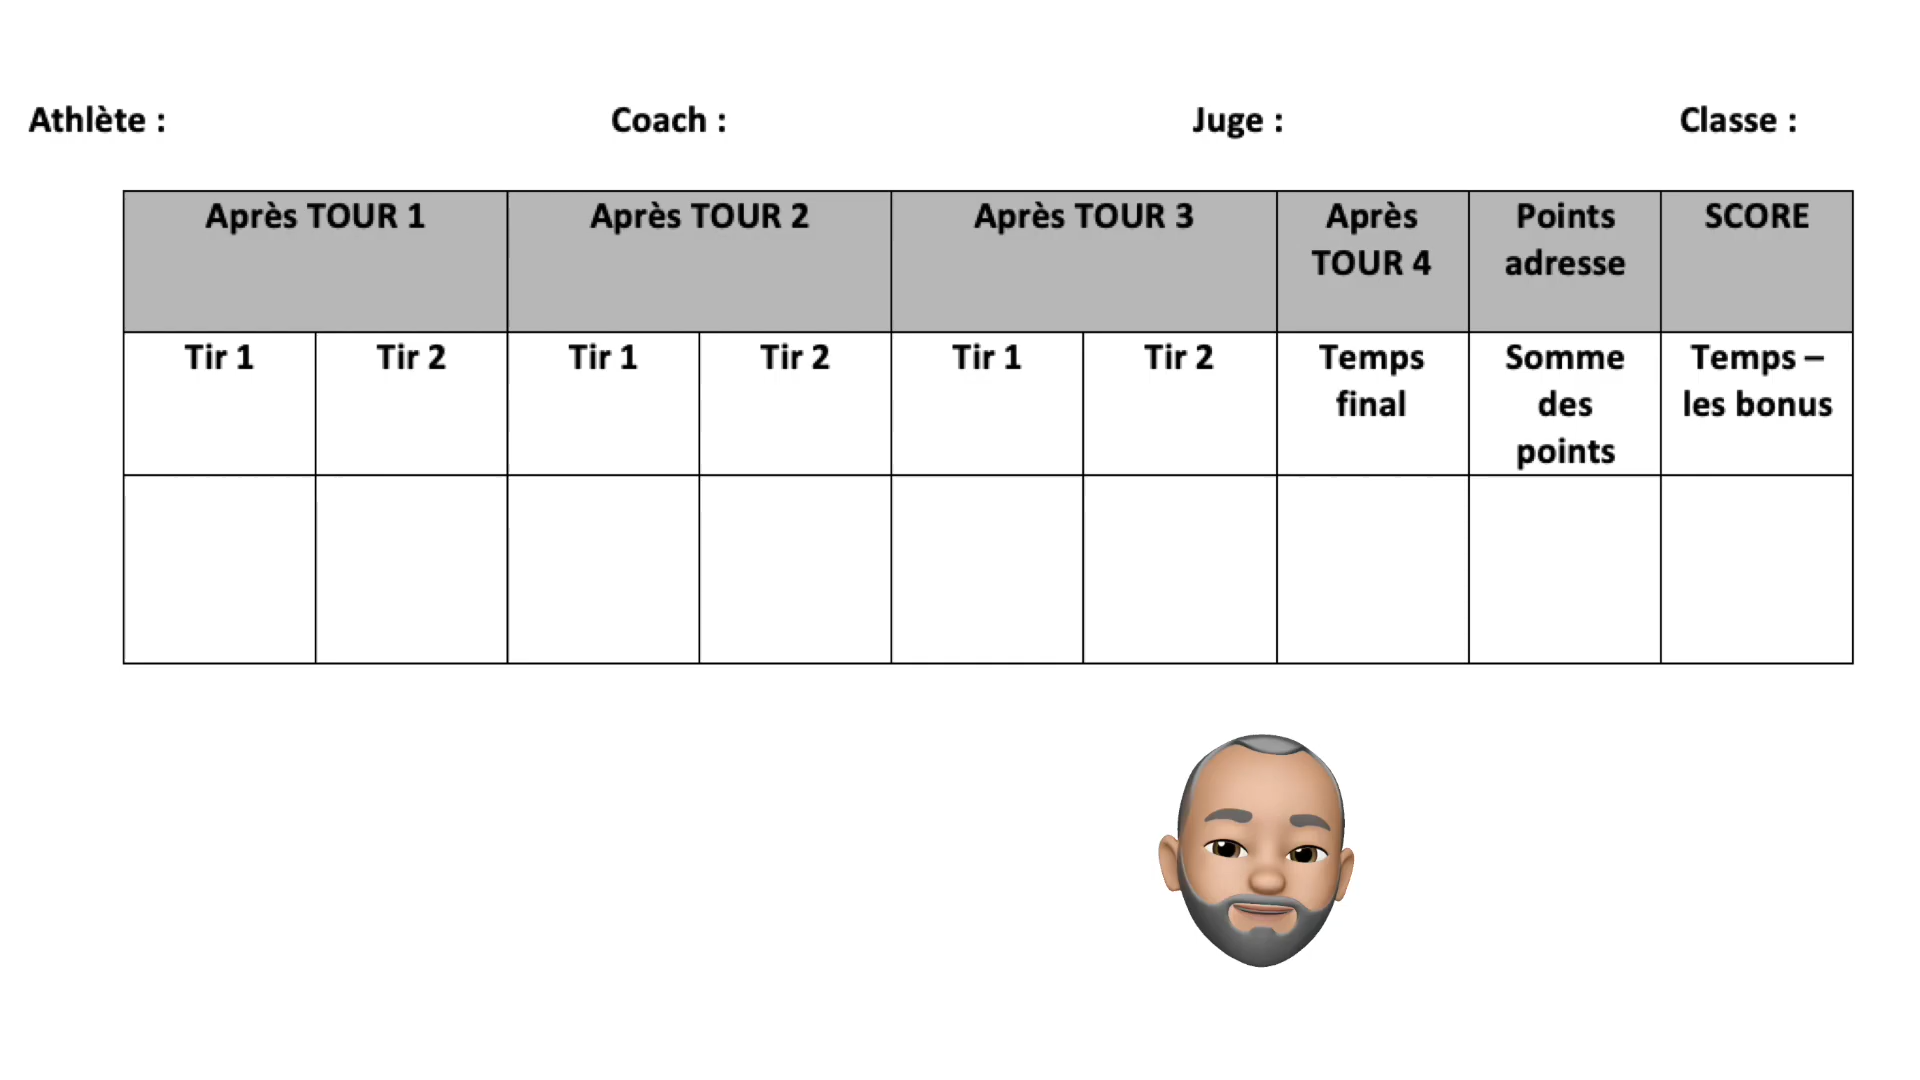 Athlète : Coach : Juge : Classe :
Après TOUR 1 Après TOUR 2 Après TOUR 3 Après Points SCORE
TOUR 4 adresse
Tir 1 Tir 2 Tir 1 Tir 2 Tir 1 Tir 2 Temps Somme Temps –
final des les bonus
points